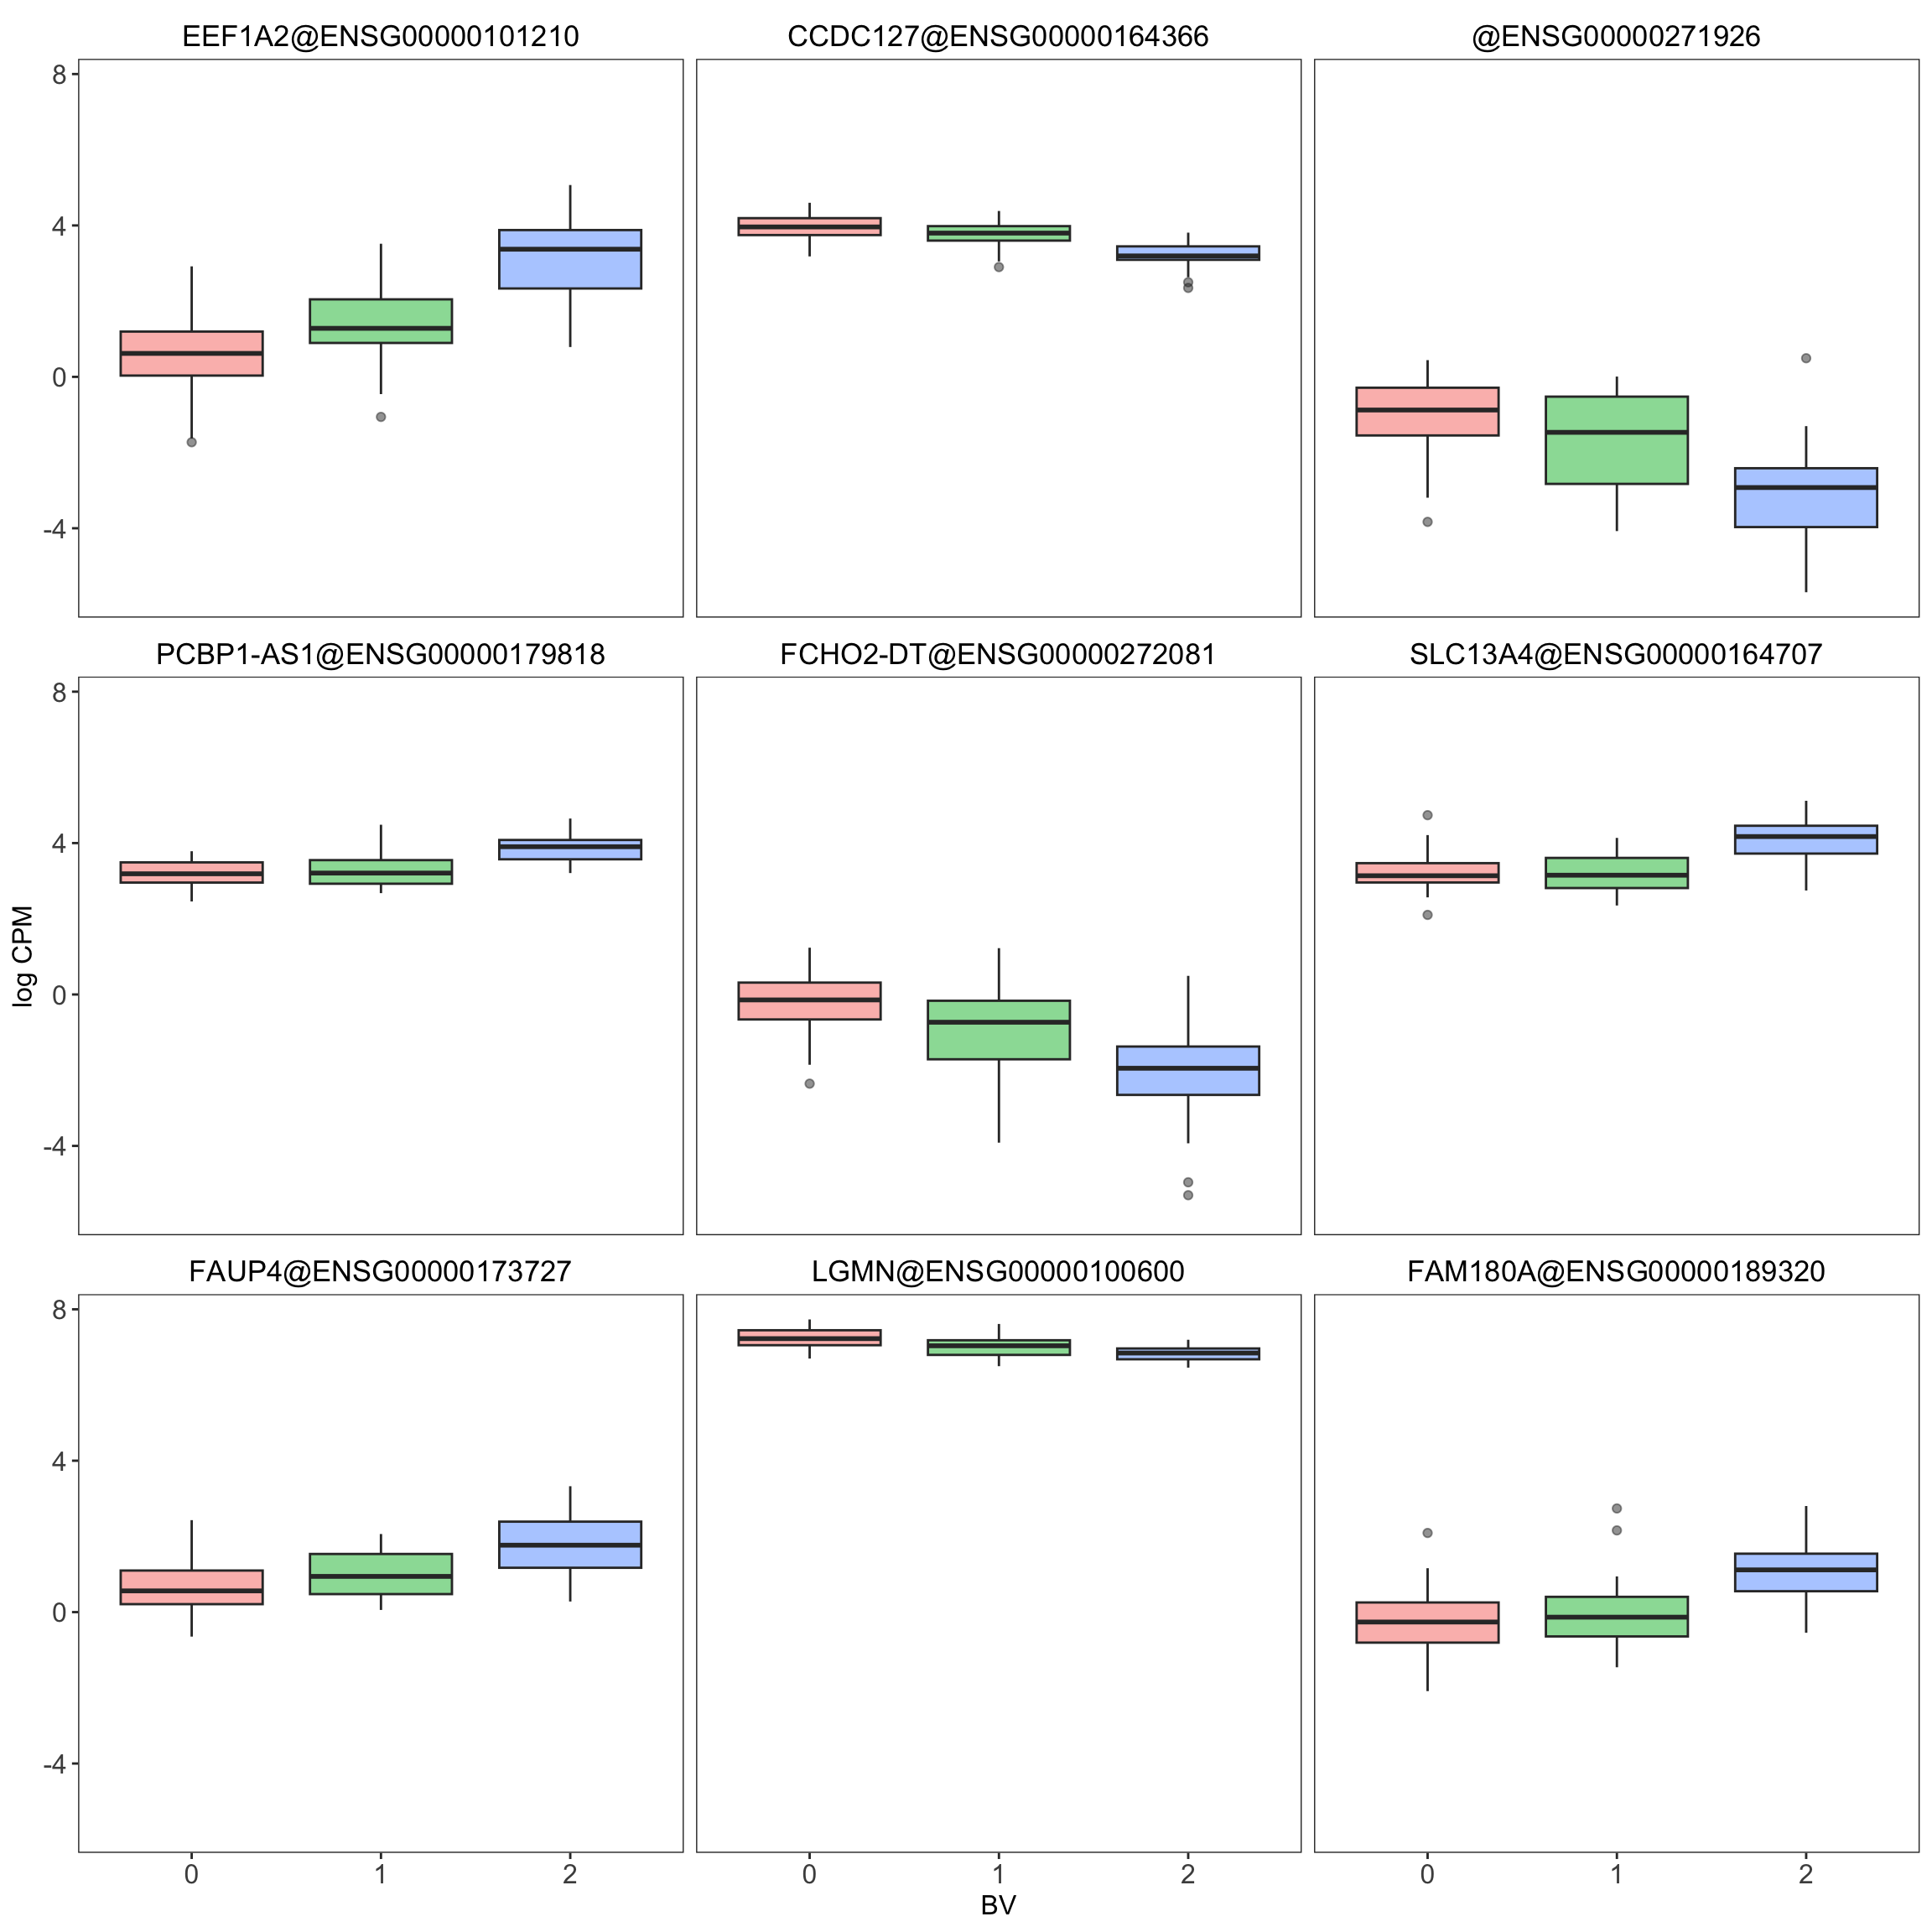 EEF1A2@ENSG00000101210 CCDC127@ENSG00000164366 @ENSG00000271926
8
4
0
-4
PCBP1-AS1@ENSG00000179818 FCHO2-DT@ENSG00000272081 SLC13A4@ENSG00000164707
8
4
0
-4
log CPM
FAUP4@ENSG00000173727 LGMN@ENSG00000100600 FAM180A@ENSG00000189320
8
4
0
-4
0 1 2 0 1 2 0 1 2
BV